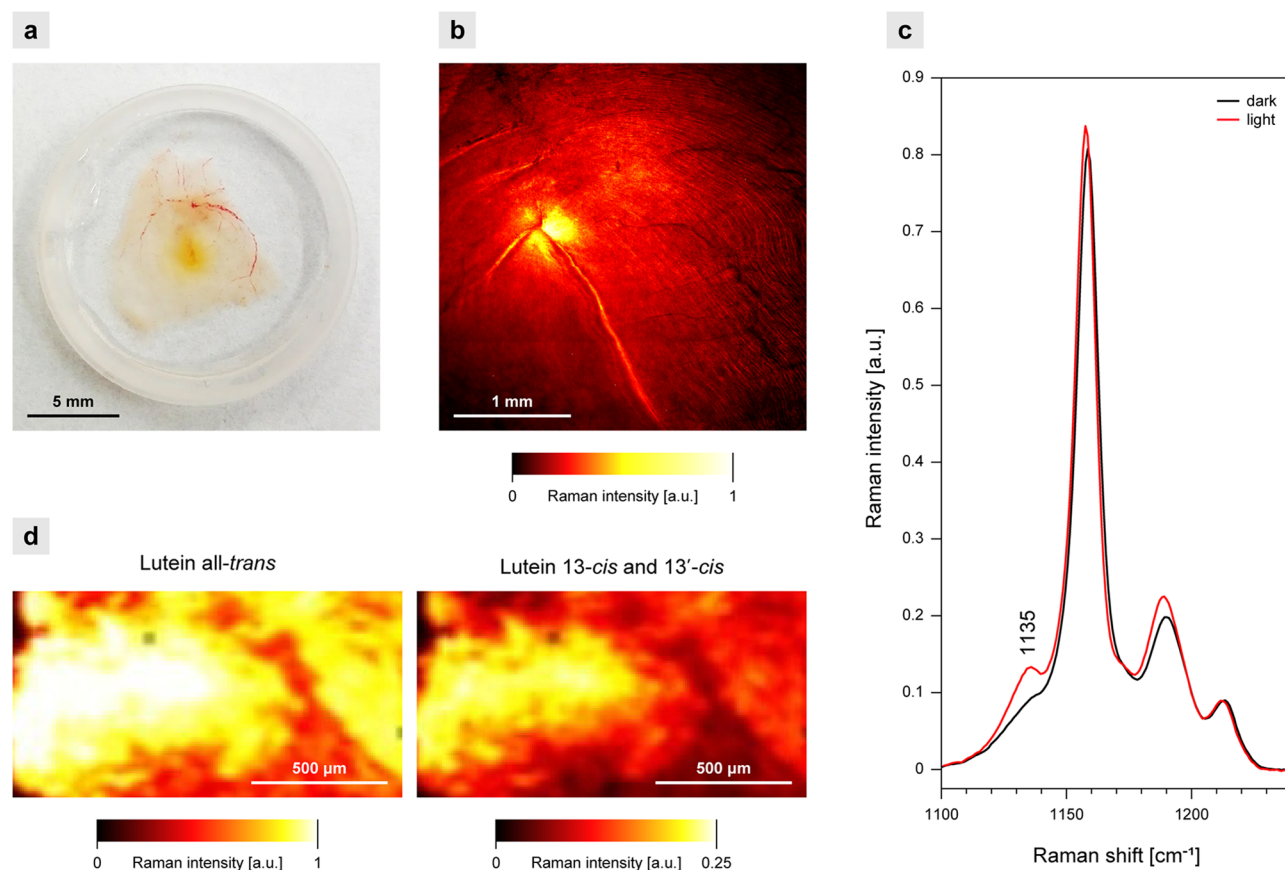 a
5 mm
b
1 mm
0 Raman intensity [a.u.] 1
c
0.9
0.8
0.7
0.6
0.5
0.4
0.3
0.2
0.1
0
Raman intensity [a.u.]
dark
light
1135
1100 1150 1200
Raman shift [cm⁻¹]
d
Lutein all-trans
500 µm
0 Raman intensity [a.u.] 1
Lutein 13-cis and 13′-cis
500 µm
0 Raman intensity [a.u.] 0.25